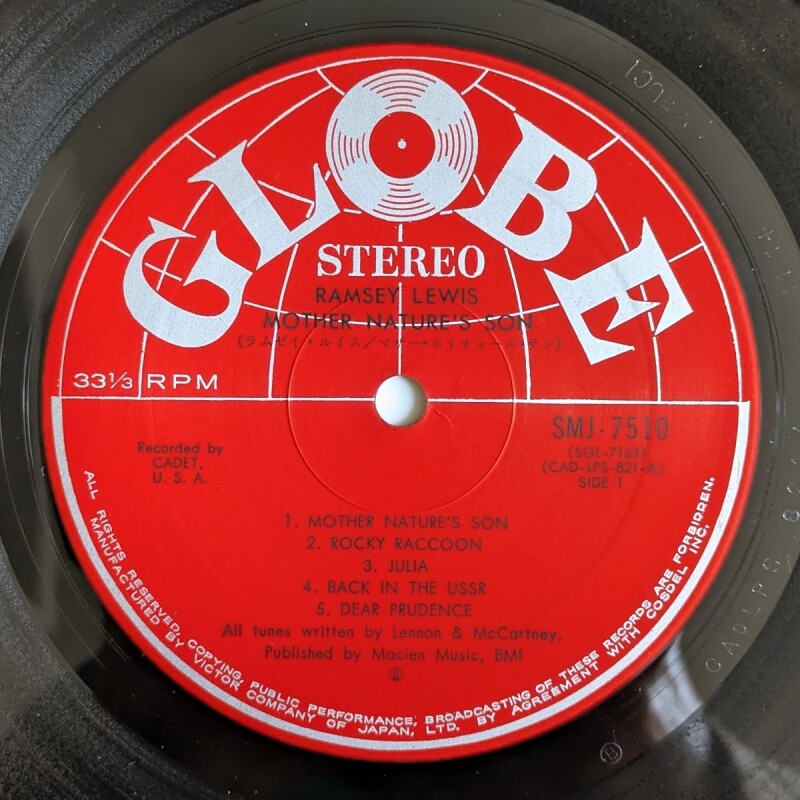 GLOBE
STEREO
RAMSEY LEWIS
MOTHER NATURE'S SON
(ラムゼイ・ルイス/マザー・ネイチャーズ・サン)
33 1/3 RPM
Recorded by
CADET,
U. S. A.
SMJ-7510
(SGL-7163)
(CAD-LPS-821-A)
SIDE 1
1. MOTHER NATURE'S SON
2. ROCKY RACCOON
3. JULIA
4. BACK IN THE USSR
5. DEAR PRUDENCE
All tunes written by Lennon & McCartney.
Published by Maclen Music, BMI
ALL RIGHTS RESERVED, COPYING, PUBLIC PERFORMANCE, BROADCASTING OF THESE RECORDS ARE FORBIDDEN.
MANUFACTURED BY VICTOR COMPANY OF JAPAN, LTD. BY AGREEMENT WITH COSDEL INC.